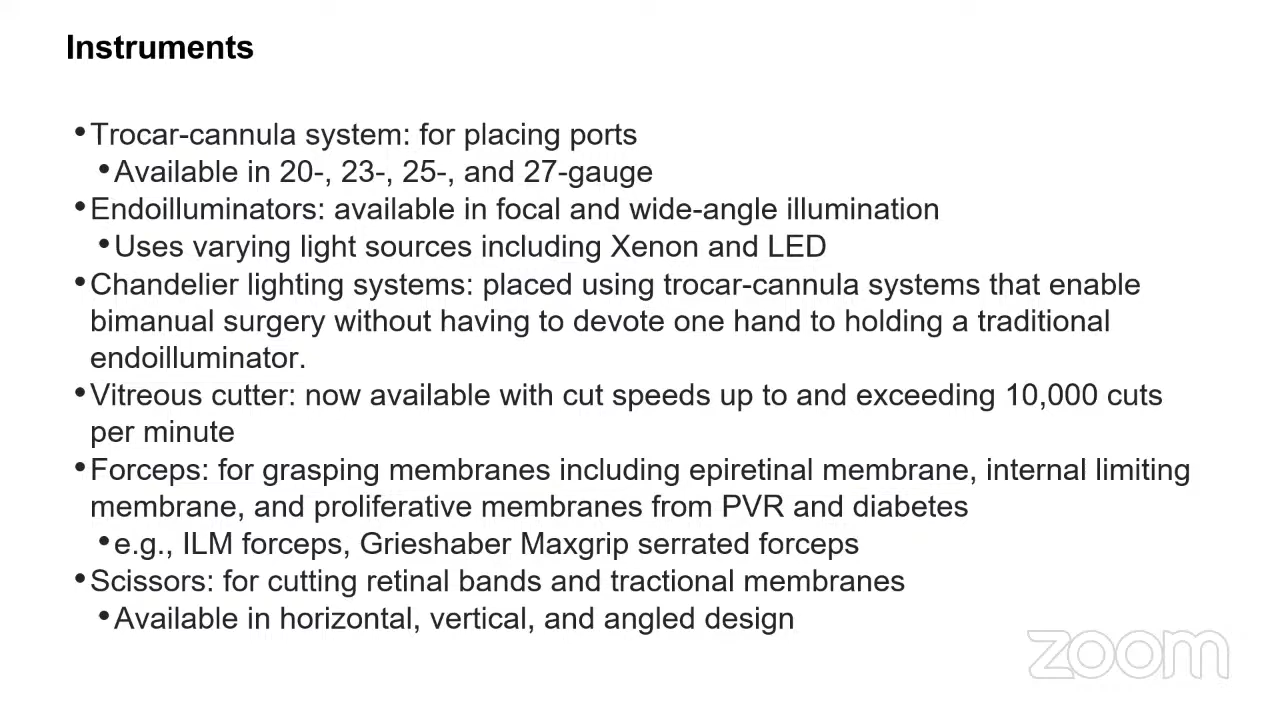 Instruments
•Trocar-cannula system: for placing ports
•Available in 20-, 23-, 25-, and 27-gauge
•Endoilluminators: available in focal and wide-angle illumination
•Uses varying light sources including Xenon and LED
•Chandelier lighting systems: placed using trocar-cannula systems that enable
bimanual surgery without having to devote one hand to holding a traditional
endoilluminator.
•Vitreous cutter: now available with cut speeds up to and exceeding 10,000 cuts
per minute
•Forceps: for grasping membranes including epiretinal membrane, internal limiting
membrane, and proliferative membranes from PVR and diabetes
•e.g., ILM forceps, Grieshaber Maxgrip serrated forceps
•Scissors: for cutting retinal bands and tractional membranes
•Available in horizontal, vertical, and angled design
zoom